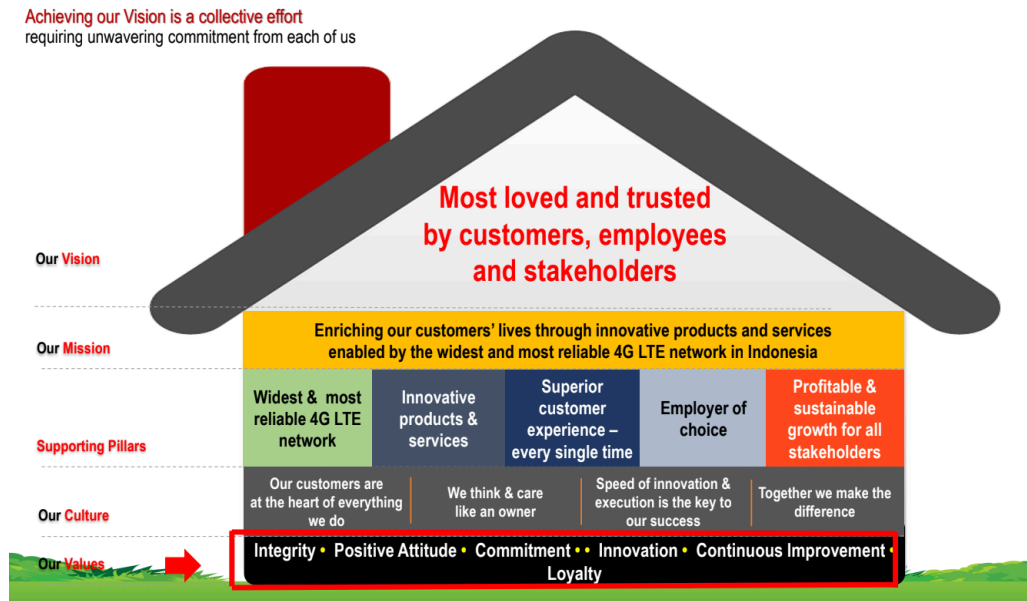 Achieving our Vision is a collective effort
requiring unwavering commitment from each of us
Our Vision
Most loved and trusted
by customers, employees
and stakeholders
Our Mission
Enriching our customers' lives through innovative products and services
enabled by the widest and most reliable 4G LTE network in Indonesia
Supporting Pillars
Widest & most
reliable 4G LTE
network
Innovative
products &
services
Superior
customer
experience –
every single time
Employer of
choice
Profitable &
sustainable
growth for all
stakeholders
Our Culture
Our customers are
at the heart of everything
we do
We think & care
like an owner
Speed of innovation &
execution is the key to
our success
Together we make the
difference
Our Values
Integrity • Positive Attitude • Commitment • • Innovation • Continuous Improvement •
Loyalty